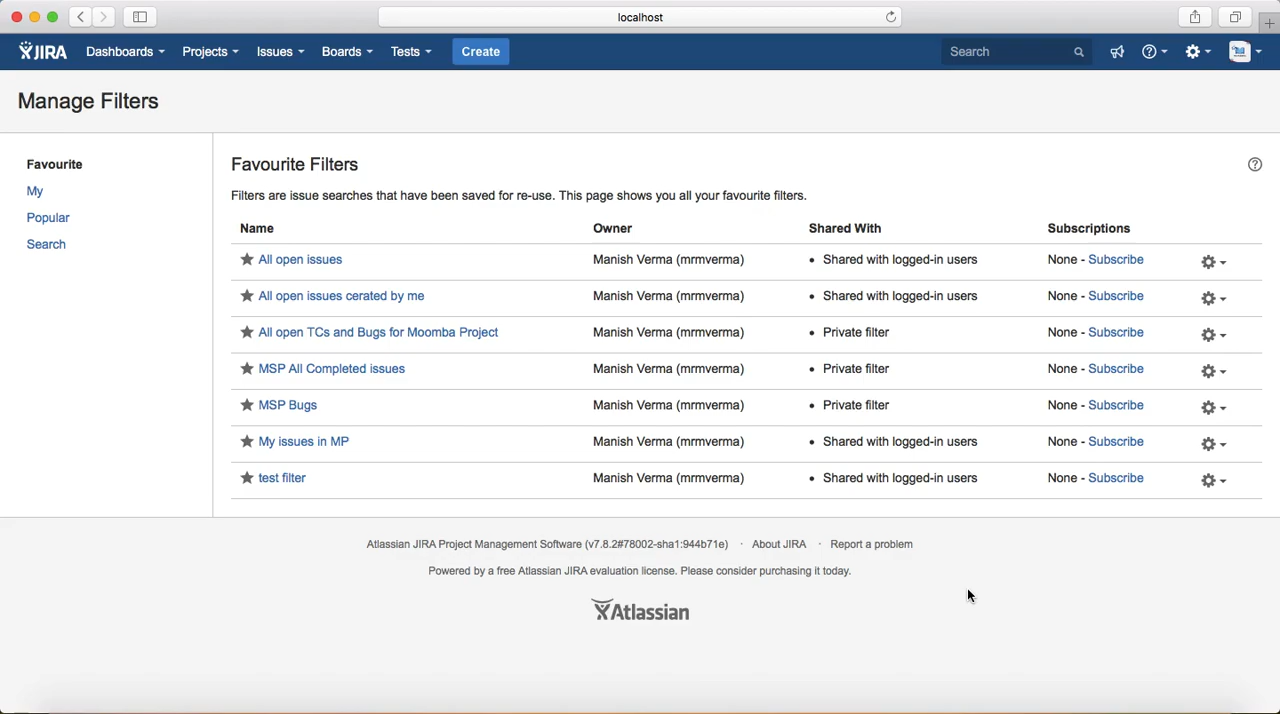 localhost
JIRA Dashboards Projects Issues Boards Tests Create Search
Manage Filters
Favourite
My
Popular
Search
Favourite Filters
Filters are issue searches that have been saved for re-use. This page shows you all your favourite filters.
Name Owner Shared With Subscriptions
All open issues Manish Verma (mrmverma) • Shared with logged-in users None - Subscribe
All open issues cerated by me Manish Verma (mrmverma) • Shared with logged-in users None - Subscribe
All open TCs and Bugs for Moomba Project Manish Verma (mrmverma) • Private filter None - Subscribe
MSP All Completed issues Manish Verma (mrmverma) • Private filter None - Subscribe
MSP Bugs Manish Verma (mrmverma) • Private filter None - Subscribe
My issues in MP Manish Verma (mrmverma) • Shared with logged-in users None - Subscribe
test filter Manish Verma (mrmverma) • Shared with logged-in users None - Subscribe
Atlassian JIRA Project Management Software (v7.8.2#78002-sha1:944b71e) · About JIRA · Report a problem
Powered by a free Atlassian JIRA evaluation license. Please consider purchasing it today.
Atlassian